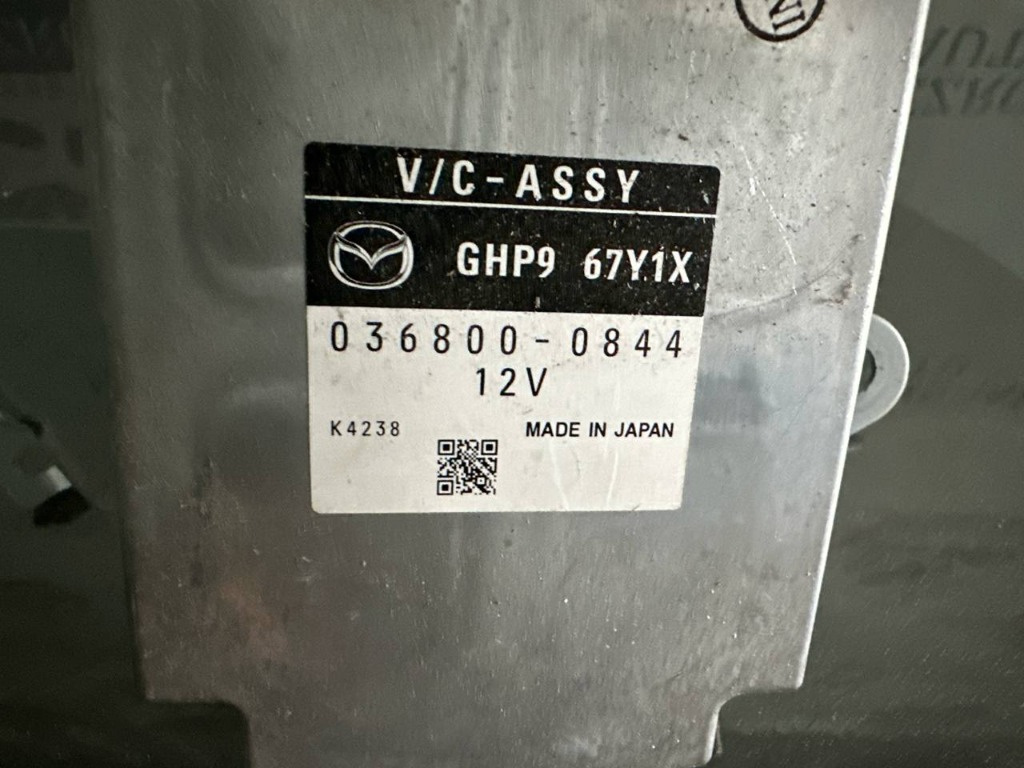 V/C-ASSY
GHP9 67Y1X
036800-0844
12V
K4238
MADE IN JAPAN